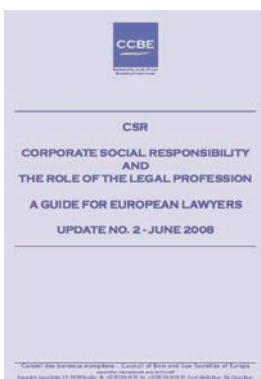 CCBE
CSR
CORPORATE SOCIAL RESPONSIBILITY
AND
THE ROLE OF THE LEGAL PROFESSION
A GUIDE FOR EUROPEAN LAWYERS
UPDATE NO. 2 - JUNE 2008
Conseil des barreaux européens – Council of Bars and Law Societies of Europe